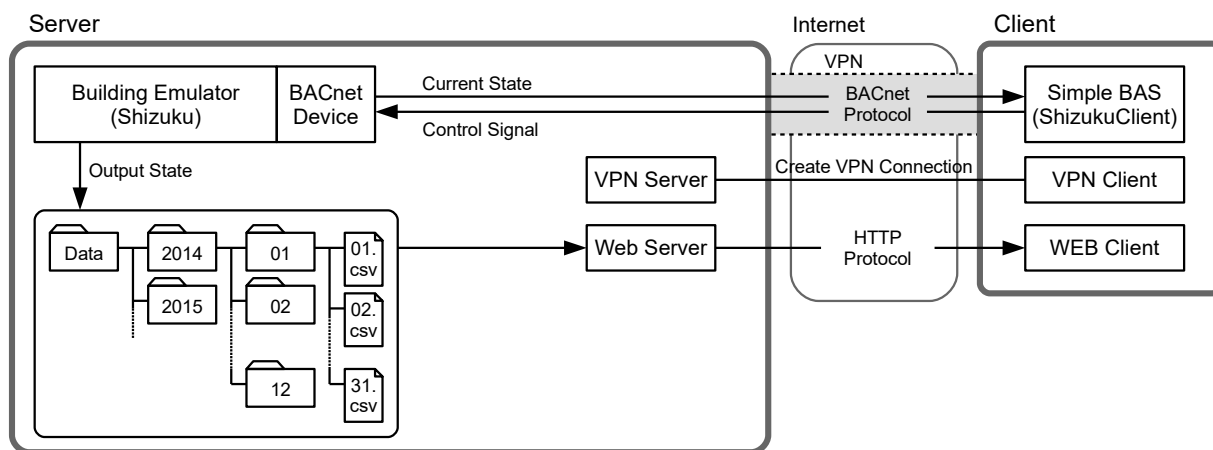 Server
Internet
Client
VPN
Building Emulator
(Shizuku)
BACnet
Device
Current State
Control Signal
BACnet
Protocol
Simple BAS
(ShizukuClient)
Output State
VPN Server
Create VPN Connection
VPN Client
Data
2014
01
01.
csv
Web Server
HTTP
Protocol
WEB Client
2015
02
02.
csv
12
31.
csv